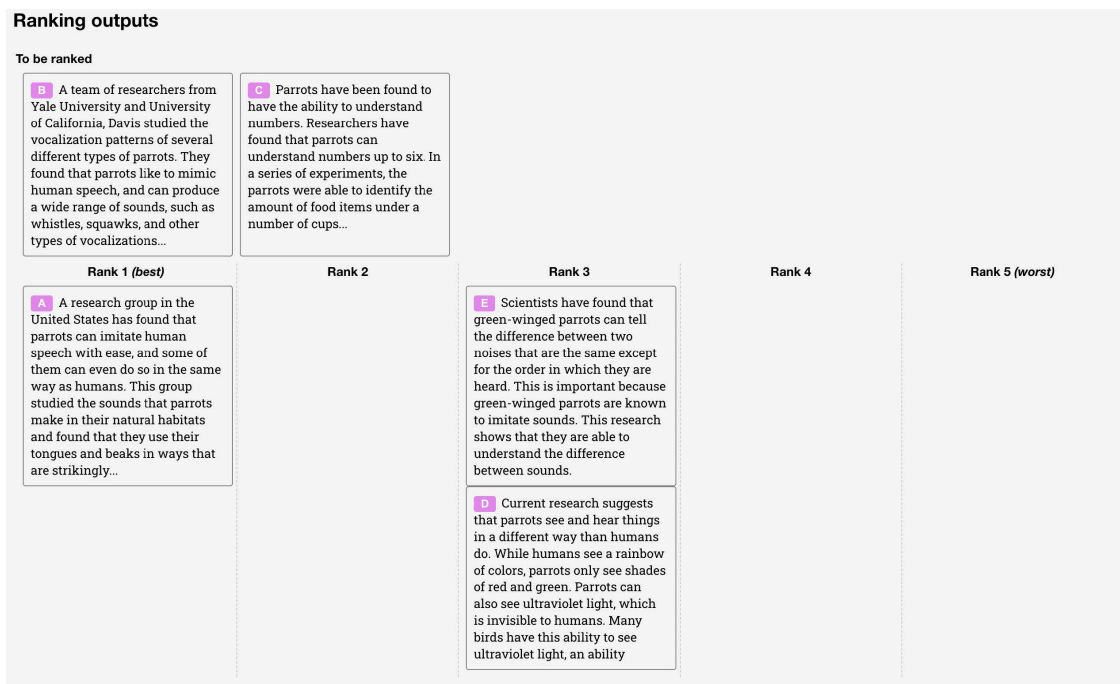 Ranking outputs
To be ranked
B A team of researchers from
Yale University and University
of California, Davis studied the
vocalization patterns of several
different types of parrots. They
found that parrots like to mimic
human speech, and can produce
a wide range of sounds, such as
whistles, squawks, and other
types of vocalizations...
C Parrots have been found to
have the ability to understand
numbers. Researchers have
found that parrots can
understand numbers up to six. In
a series of experiments, the
parrots were able to identify the
amount of food items under a
number of cups...
Rank 1 (best)
Rank 2
Rank 3
Rank 4
Rank 5 (worst)
A A research group in the
United States has found that
parrots can imitate human
speech with ease, and some of
them can even do so in the same
way as humans. This group
studied the sounds that parrots
make in their natural habitats
and found that they use their
tongues and beaks in ways that
are strikingly...
E Scientists have found that
green-winged parrots can tell
the difference between two
noises that are the same except
for the order in which they are
heard. This is important because
green-winged parrots are known
to imitate sounds. This research
shows that they are able to
understand the difference
between sounds.
D Current research suggests
that parrots see and hear things
in a different way than humans
do. While humans see a rainbow
of colors, parrots only see shades
of red and green. Parrots can
also see ultraviolet light, which
is invisible to humans. Many
birds have this ability to see
ultraviolet light, an ability